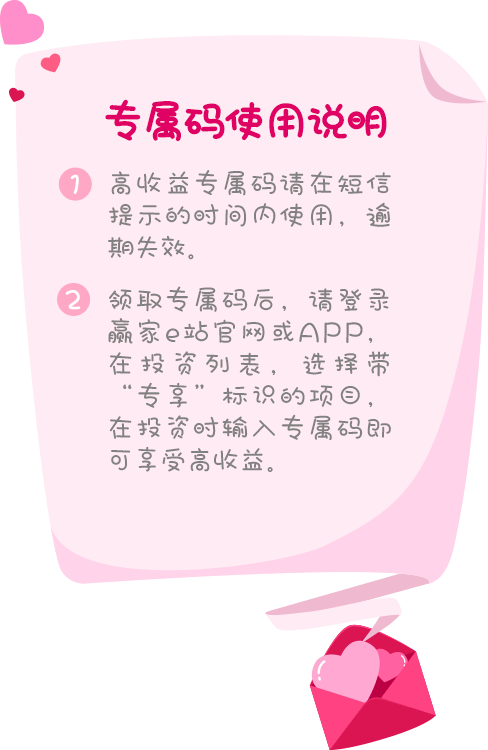 专属码使用说明
1 高收益专属码请在短信
提示的时间内使用，逾
期失效。
2 领取专属码后，请登录
赢家e站官网或APP，
在投资列表，选择带
“专享”标识的项目，
在投资时输入专属码即
可享受高收益。